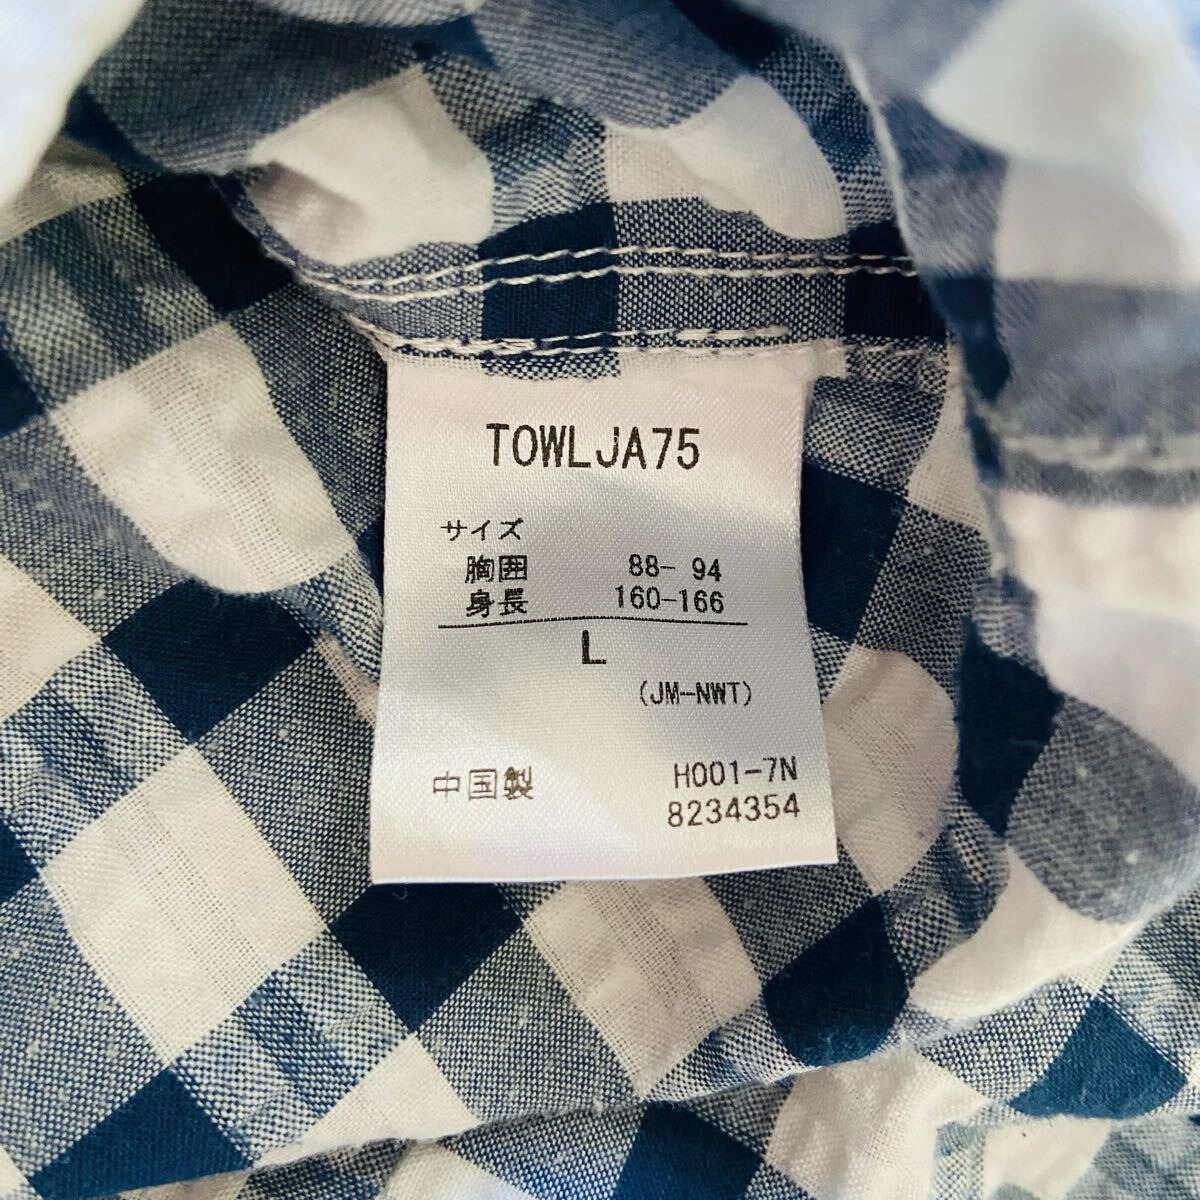 TOWLJA75
サイズ
胸囲 88- 94
身長 160-166
L
(JM-NWT)
中国製 H001-7N
8234354